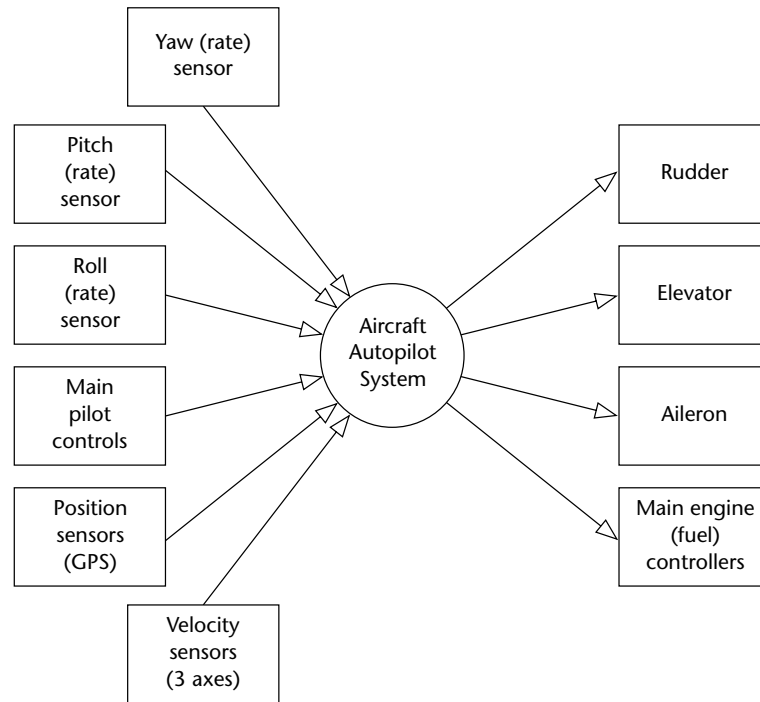 Yaw (rate)
sensor
Pitch
(rate)
sensor
Roll
(rate)
sensor
Main
pilot
controls
Position
sensors
(GPS)
Velocity
sensors
(3 axes)
Aircraft
Autopilot
System
Rudder
Elevator
Aileron
Main engine
(fuel)
controllers